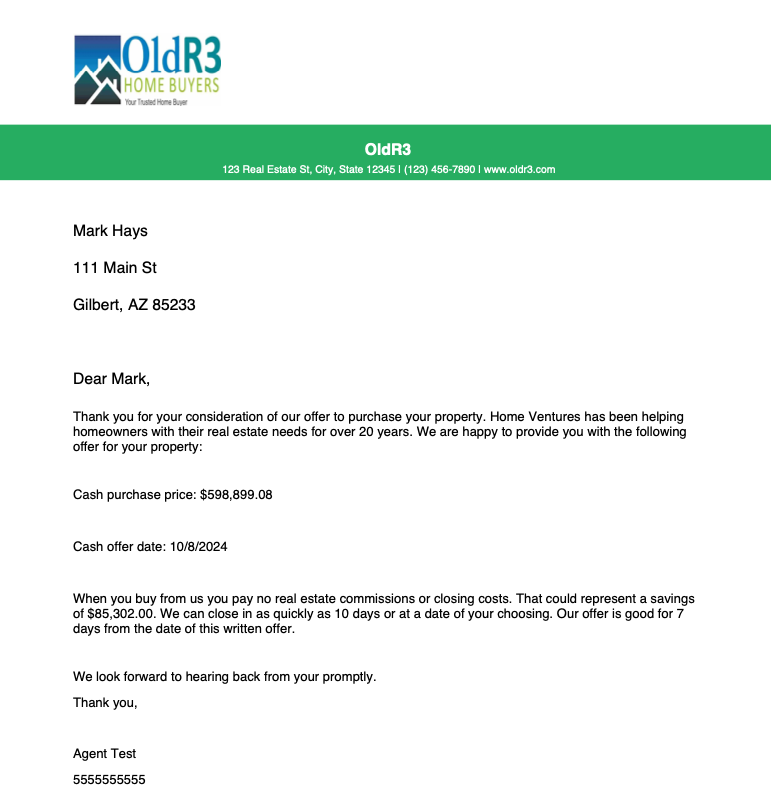 OldR3
HOME BUYERS
Your Trusted Home Buyer
OldR3
123 Real Estate St, City, State 12345 | (123) 456-7890 | www.oldr3.com
Mark Hays
111 Main St
Gilbert, AZ 85233
Dear Mark,
Thank you for your consideration of our offer to purchase your property. Home Ventures has been helping
homeowners with their real estate needs for over 20 years. We are happy to provide you with the following
offer for your property:
Cash purchase price: $598,899.08
Cash offer date: 10/8/2024
When you buy from us you pay no real estate commissions or closing costs. That could represent a savings
of $85,302.00. We can close in as quickly as 10 days or at a date of your choosing. Our offer is good for 7
days from the date of this written offer.
We look forward to hearing back from your promptly.
Thank you,
Agent Test
5555555555